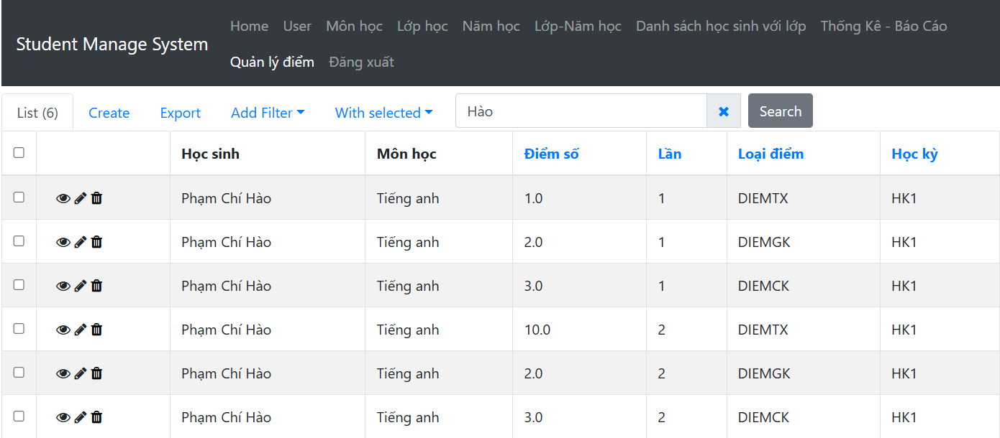 Student Manage System
Home User Môn học Lớp học Năm học Lớp-Năm học Danh sách học sinh với lớp Thống Kê - Báo Cáo
Quản lý điểm Đăng xuất
List (6) Create Export Add Filter With selected Hào Search
Học sinh Môn học Điểm số Lần Loại điểm Học kỳ
Phạm Chí Hào Tiếng anh 1.0 1 DIEMTX HK1
Phạm Chí Hào Tiếng anh 2.0 1 DIEMGK HK1
Phạm Chí Hào Tiếng anh 3.0 1 DIEMCK HK1
Phạm Chí Hào Tiếng anh 10.0 2 DIEMTX HK1
Phạm Chí Hào Tiếng anh 2.0 2 DIEMGK HK1
Phạm Chí Hào Tiếng anh 3.0 2 DIEMCK HK1